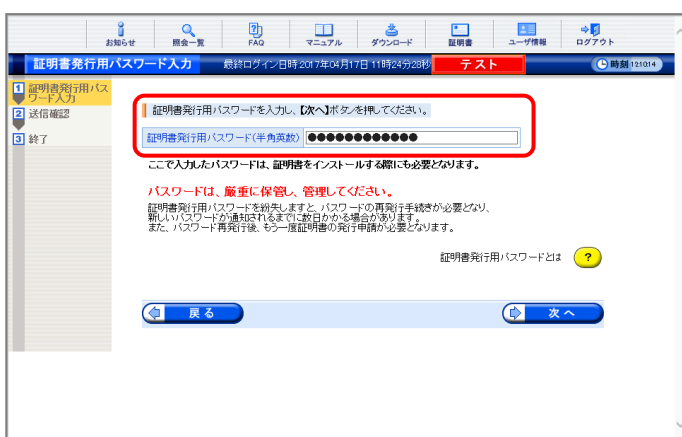 お知らせ 照会一覧 FAQ マニュアル ダウンロード 証明書 ユーザ情報 ログアウト
証明書発行用パスワード入力 最終ログイン日時:2017年04月17日 11時24分28秒 テスト 時刻 12:10:14
1 証明書発行用パス
ワード入力
2 送信確認
3 終了
証明書発行用パスワードを入力し、【次へ】ボタンを押してください。
証明書発行用パスワード(半角英数) ●●●●●●●●●●●●
ここで入力したパスワードは、証明書をインストールする際にも必要となります。
パスワードは、厳重に保管し、管理してください。
証明書発行用パスワードを紛失しますと、パスワードの再発行手続きが必要となり、
新しいパスワードが通知されるまでに数日かかる場合があります。
また、パスワード再発行後、もう一度証明書の発行申請が必要となります。
証明書発行用パスワードとは ?
戻る 次へ